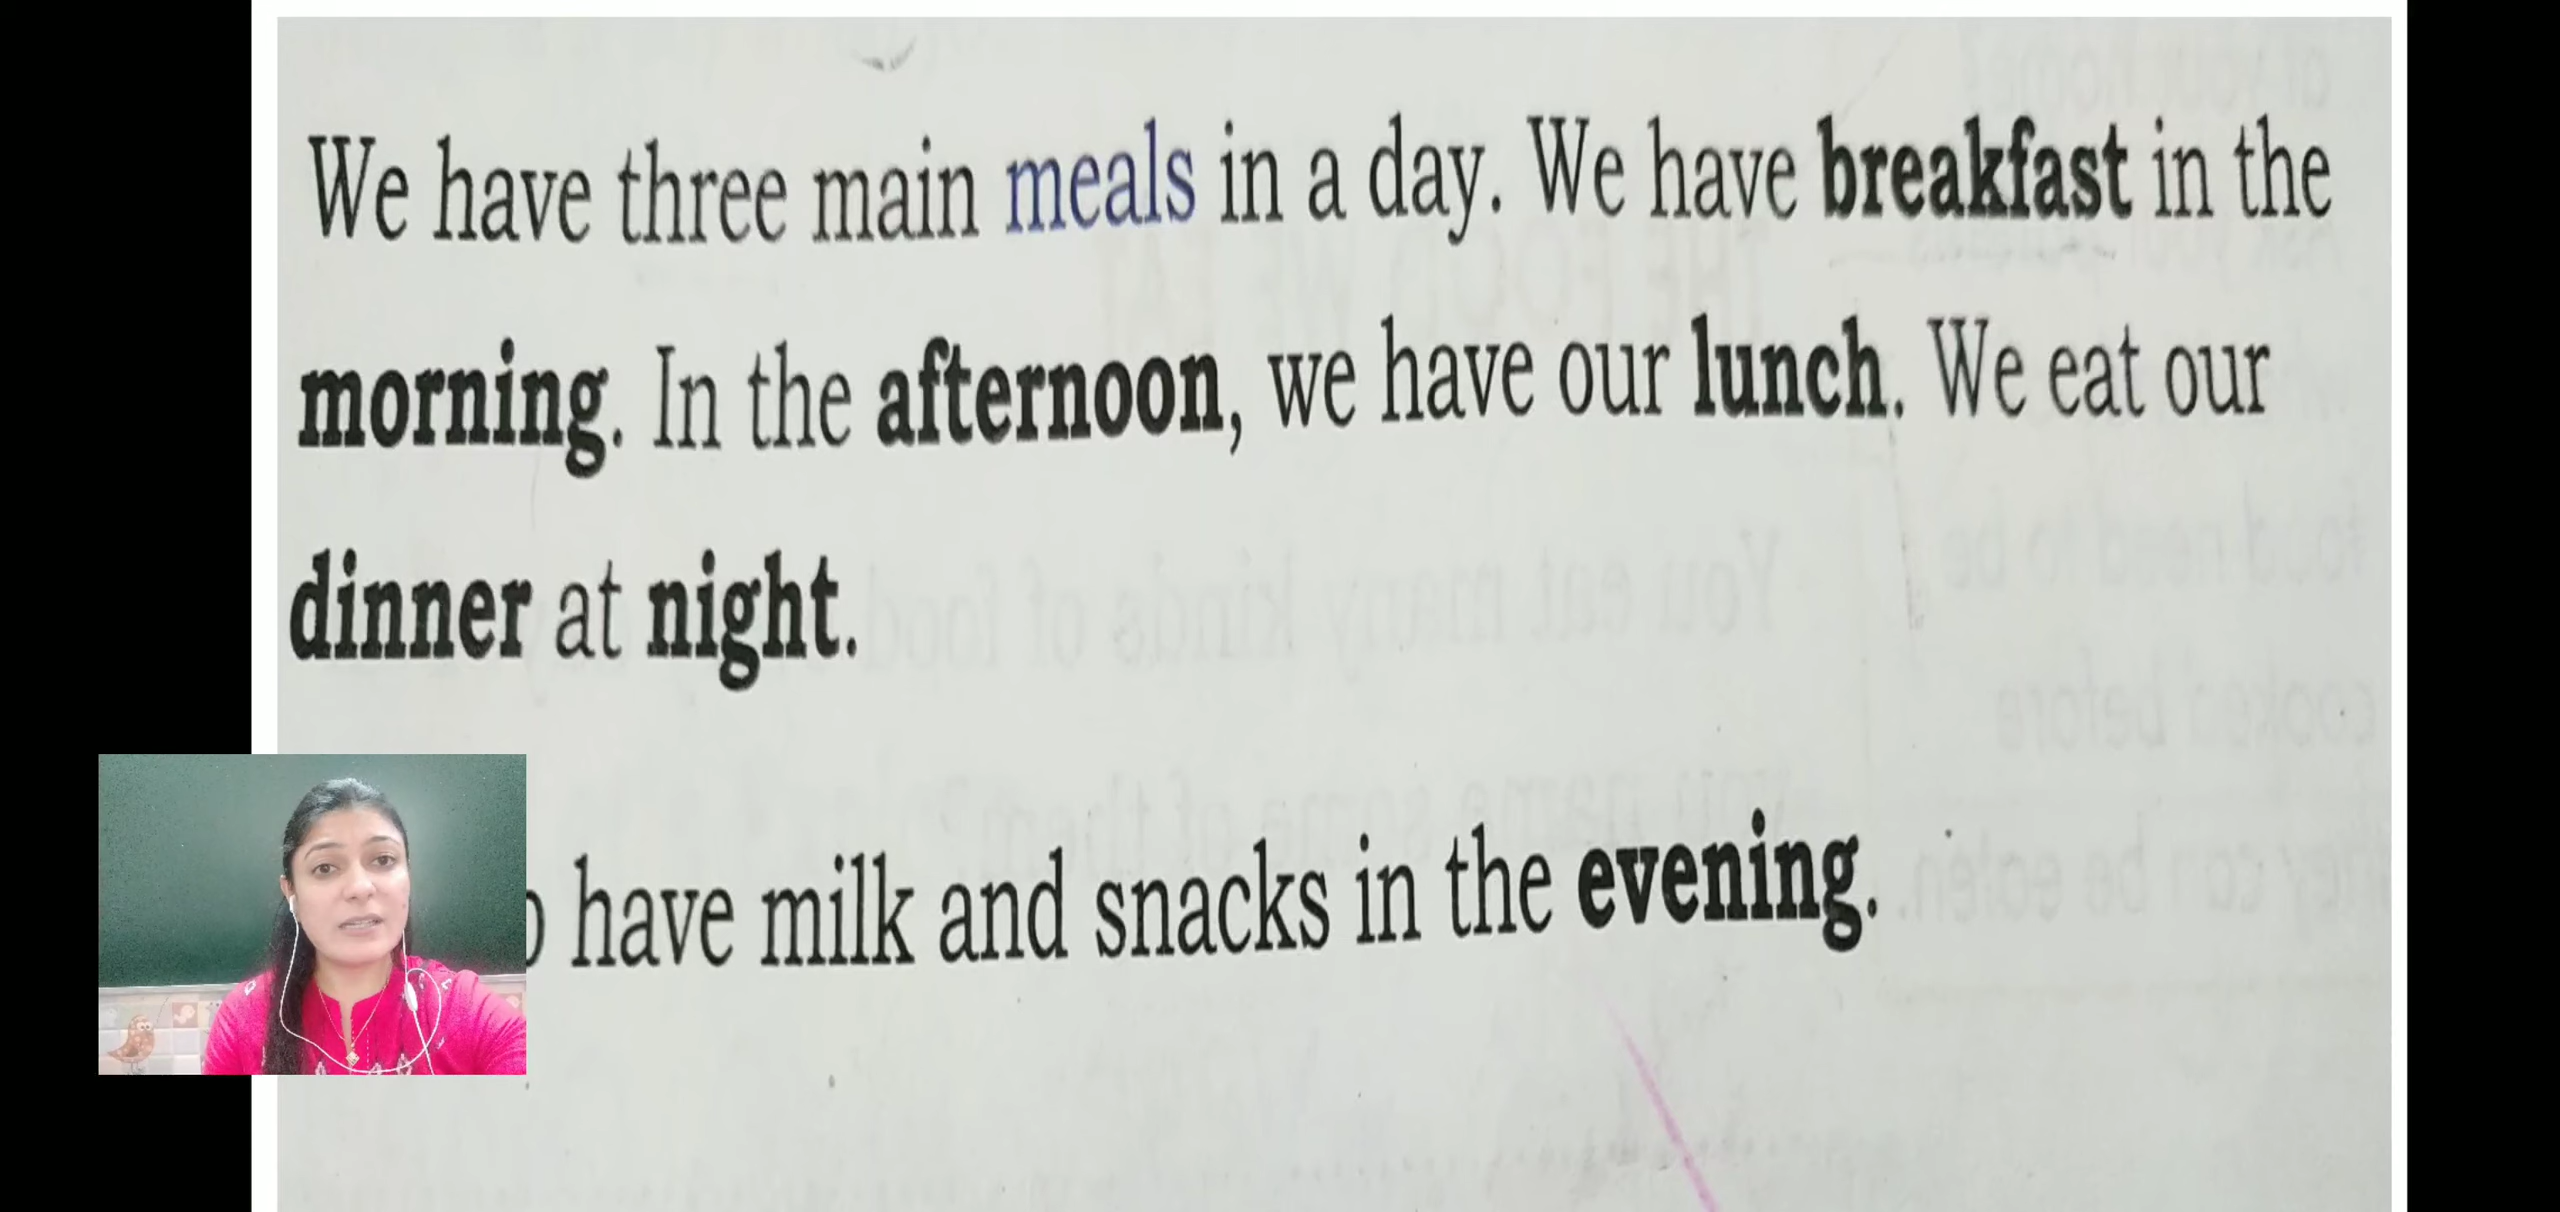 We have three main meals in a day. We have breakfast in the
morning. In the afternoon, we have our lunch. We eat our
dinner at night.
have milk and snacks in the evening.